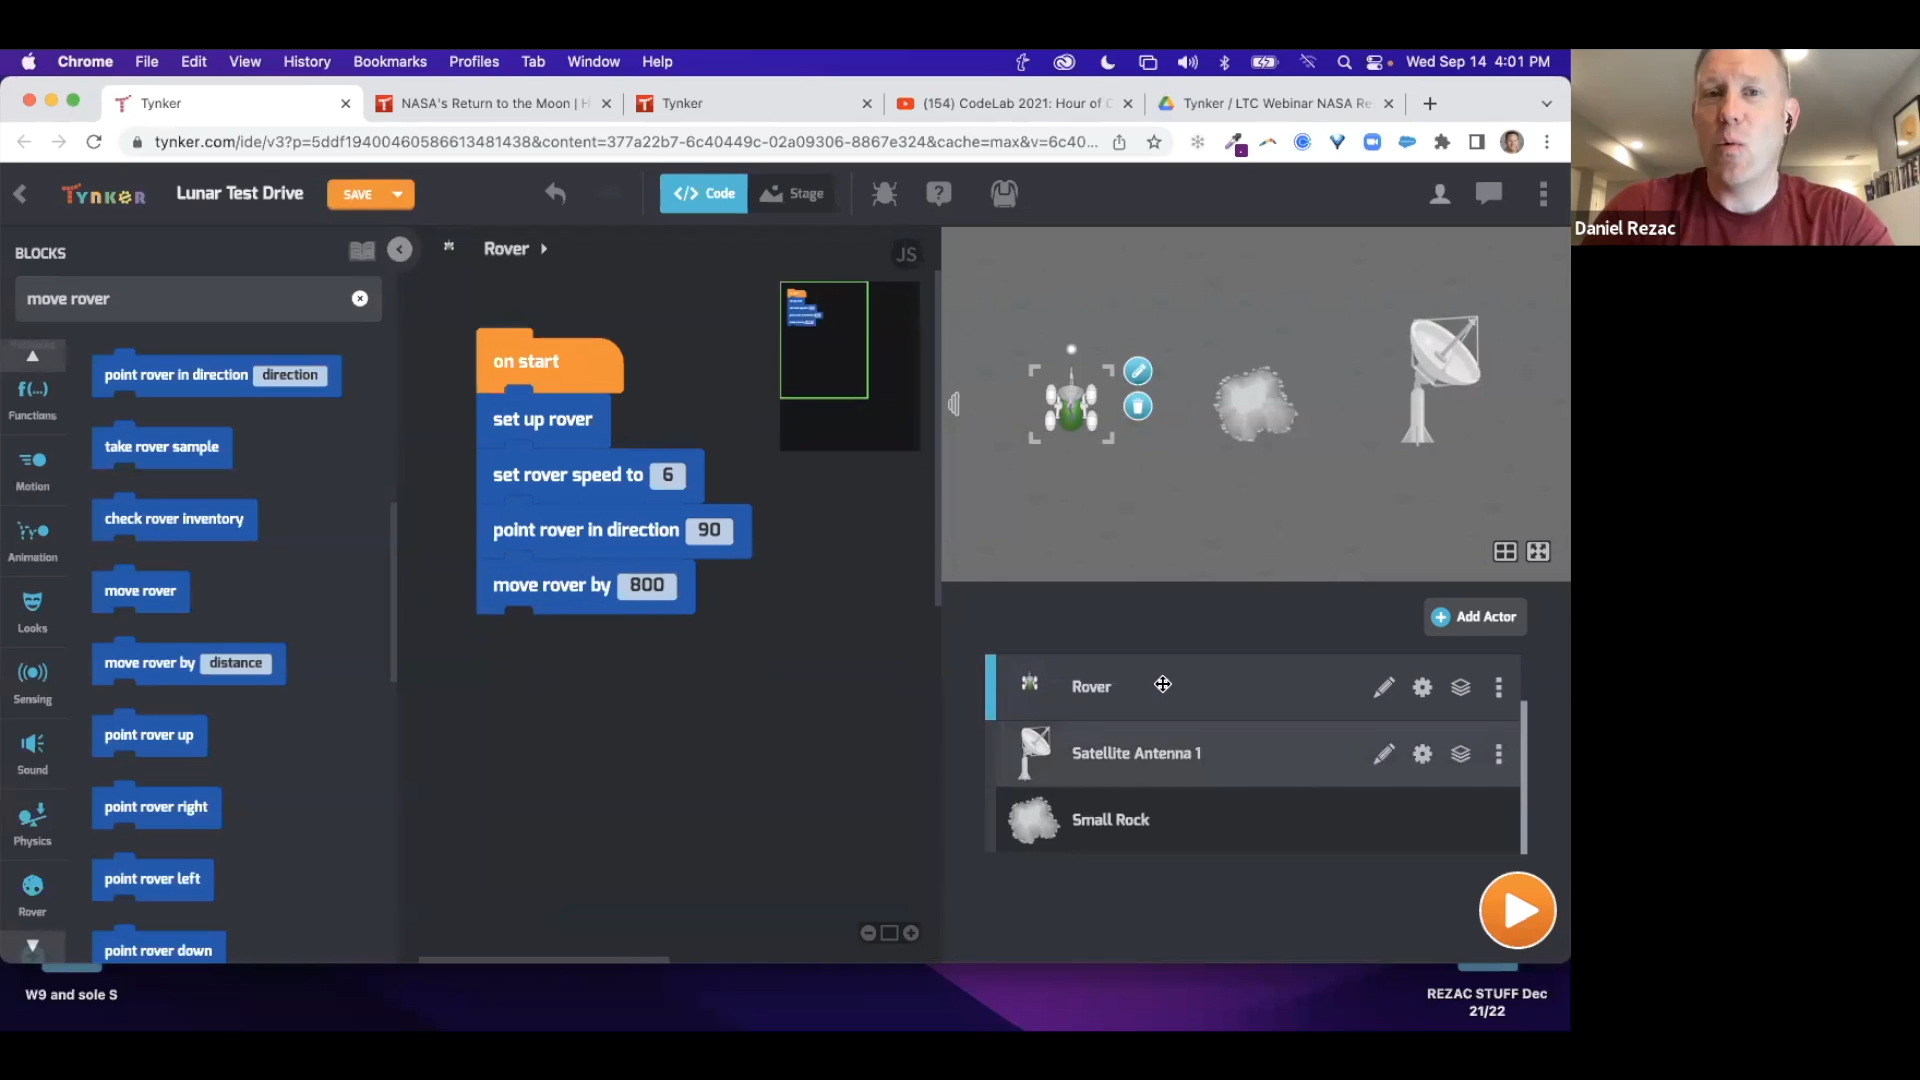 Chrome File Edit View History Bookmarks Profiles Tab Window Help Wed Sep 14 4:01 PM
Tynker NASA's Return to the Moon | H Tynker (154) CodeLab 2021: Hour of C Tynker / LTC Webinar NASA Re
tynker.com/ide/v3?p=5ddf19400460586613481438&content=377a22b7-6c40449c-02a09306-8867e324&cache=max&v=6c40...
TYNKER Lunar Test Drive SAVE </> Code Stage
Daniel Rezac
BLOCKS
Rover
JS
move rover
point rover in direction direction
f(...)
Functions
take rover sample
Motion
check rover inventory
Animation
move rover
Looks
move rover by distance
Sensing
point rover up
Sound
point rover right
Physics
point rover left
Rover
point rover down
on start
set up rover
set rover speed to 6
point rover in direction 90
move rover by 800
Add Actor
Rover
Satellite Antenna 1
Small Rock
W9 and sole S
REZAC STUFF Dec
21/22